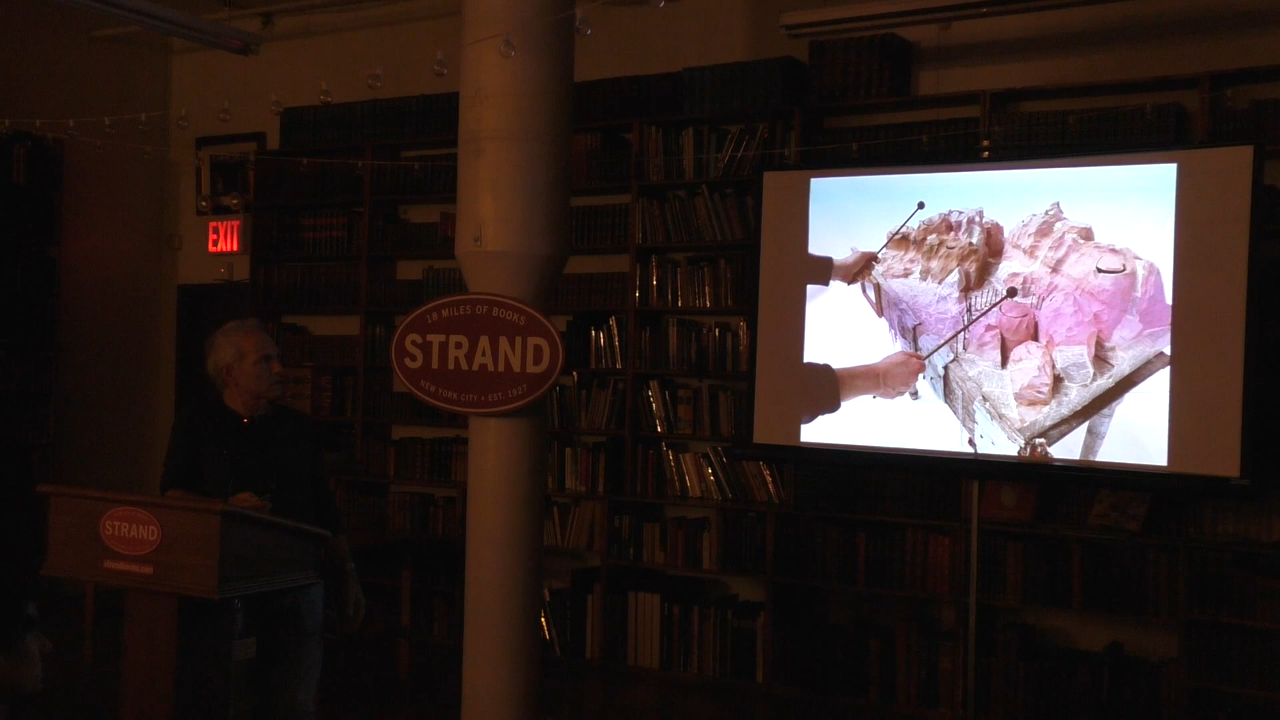 EXIT
18 MILES OF BOOKS
STRAND
NEW YORK CITY • EST. 1927
STRAND